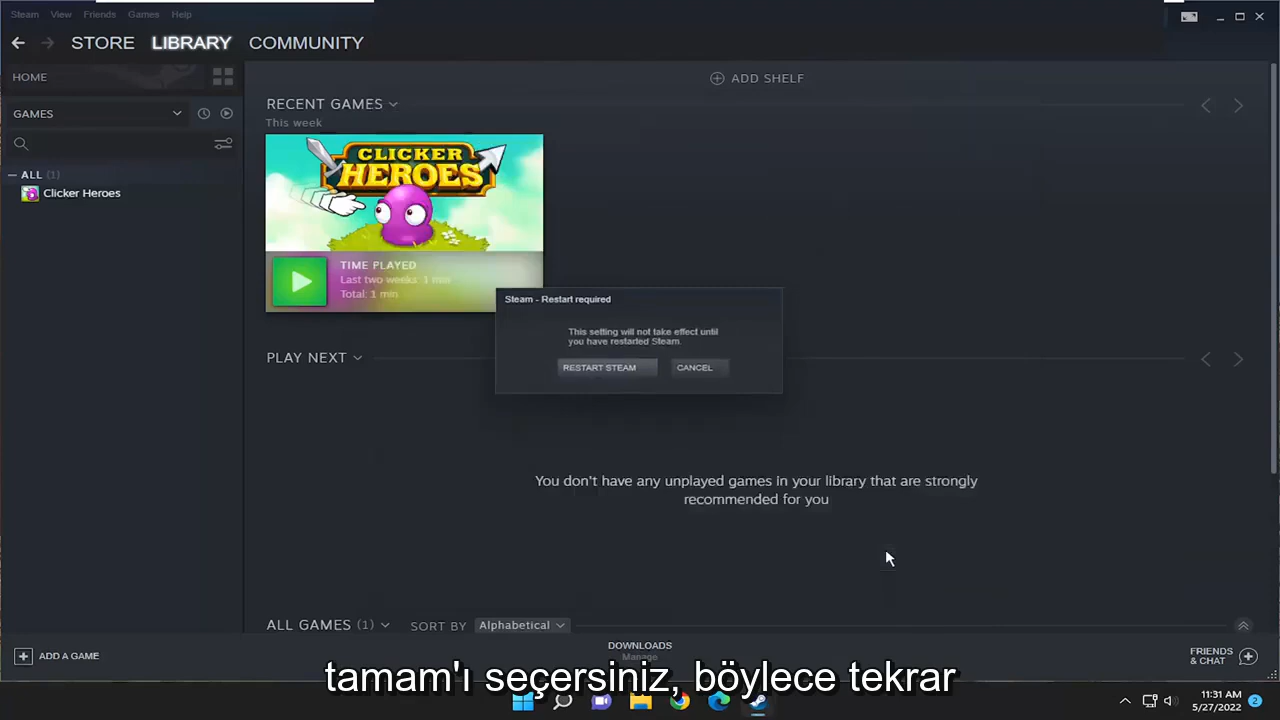 Steam View Friends Games Help
STORE LIBRARY COMMUNITY
HOME
ADD SHELF
GAMES
RECENT GAMES
This week
CLICKER
HEROES
ALL (1)
Clicker Heroes
TIME PLAYED
Last two weeks: 1 min
Total: 1 min
Steam - Restart required
This setting will not take effect until
you have restarted Steam.
RESTART STEAM CANCEL
PLAY NEXT
You don't have any unplayed games in your library that are strongly
recommended for you
ALL GAMES (1) SORT BY Alphabetical
ADD A GAME
DOWNLOADS
Manage
FRIENDS
& CHAT
tamam'ı seçersiniz, böylece tekrar
11:31 AM
5/27/2022
2